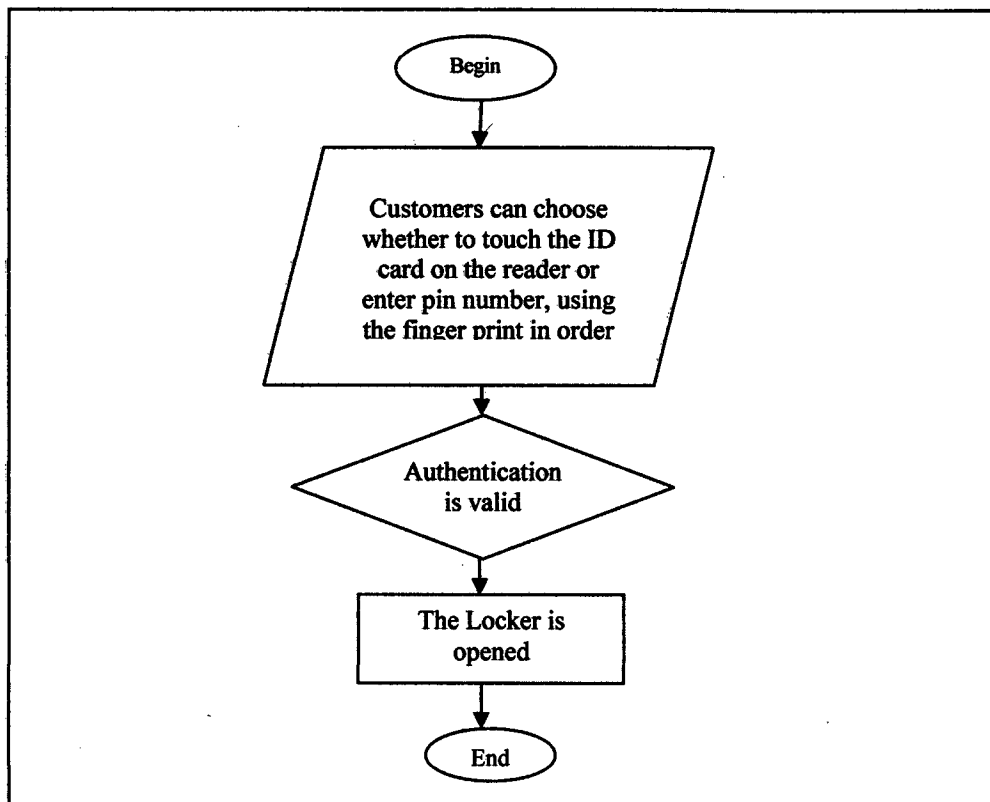 Begin
Customers can choose
whether to touch the ID
card on the reader or
enter pin number, using
the finger print in order
Authentication
is valid
The Locker is
opened
End